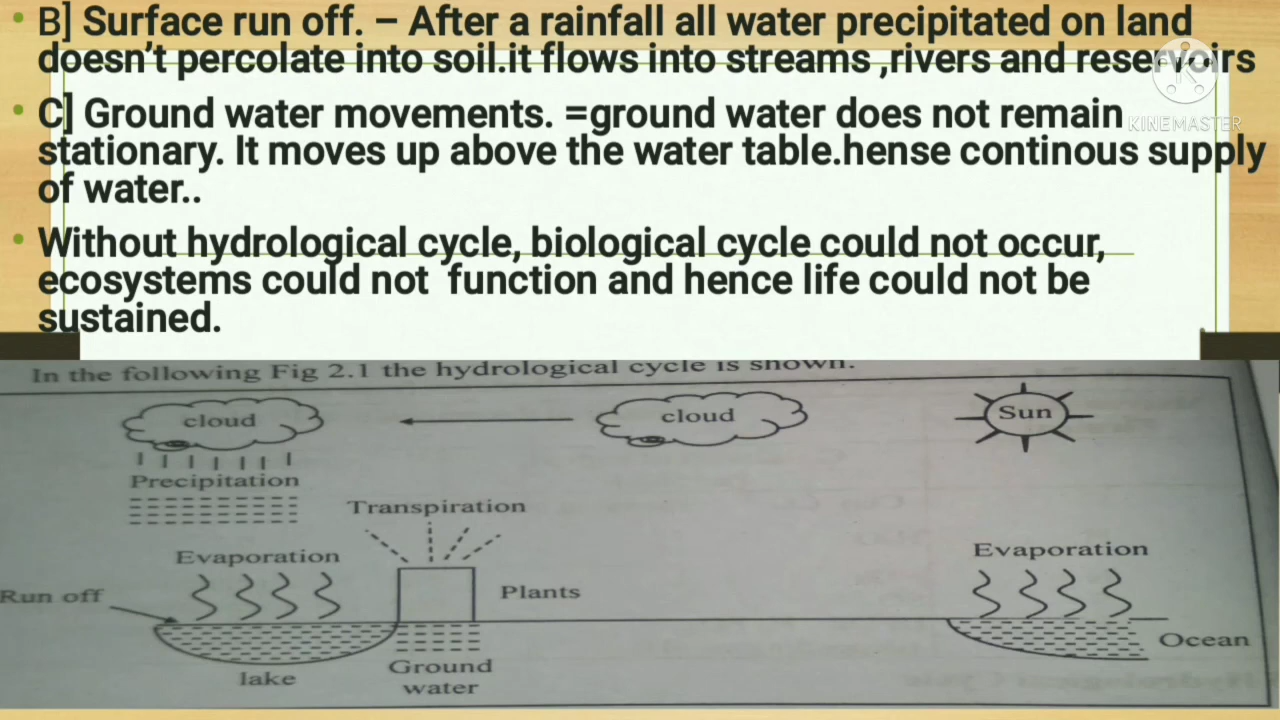 B] Surface run off. – After a rainfall all water precipitated on land
doesn't percolate into soil.it flows into streams ,rivers and reservoirs
C] Ground water movements. =ground water does not remain
stationary. It moves up above the water table.hense continous supply
of water..
Without hydrological cycle, biological cycle could not occur,
ecosystems could not function and hence life could not be
sustained.
KINEMASTER
In the following Fig 2.1 the hydrological cycle is shown.
cloud
cloud
Sun
Precipitation
Transpiration
Evaporation
Evaporation
Run off
Plants
Ocean
Ground
water
lake